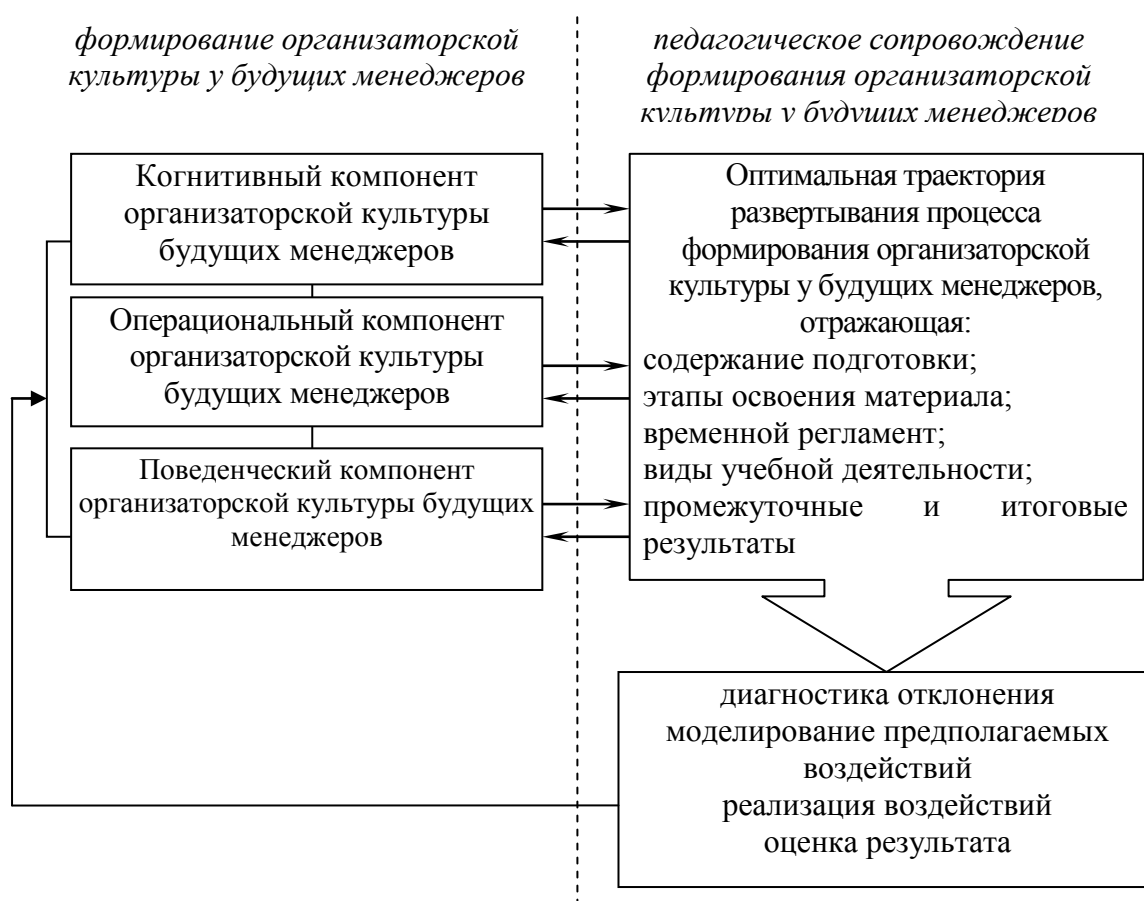 формирование организаторской
культуры у будущих менеджеров
педагогическое сопровождение
формирования организаторской
культуры у будущих менеджеров
Когнитивный компонент
организаторской культуры
будущих менеджеров
Операциональный компонент
организаторской культуры
будущих менеджеров
Поведенческий компонент
организаторской культуры будущих
менеджеров
Оптимальная траектория
развертывания процесса
формирования организаторской
культуры у будущих менеджеров,
отражающая:
содержание подготовки;
этапы освоения материала;
временной регламент;
виды учебной деятельности;
промежуточные и итоговые
результаты
диагностика отклонения
моделирование предполагаемых
воздействий
реализация воздействий
оценка результата